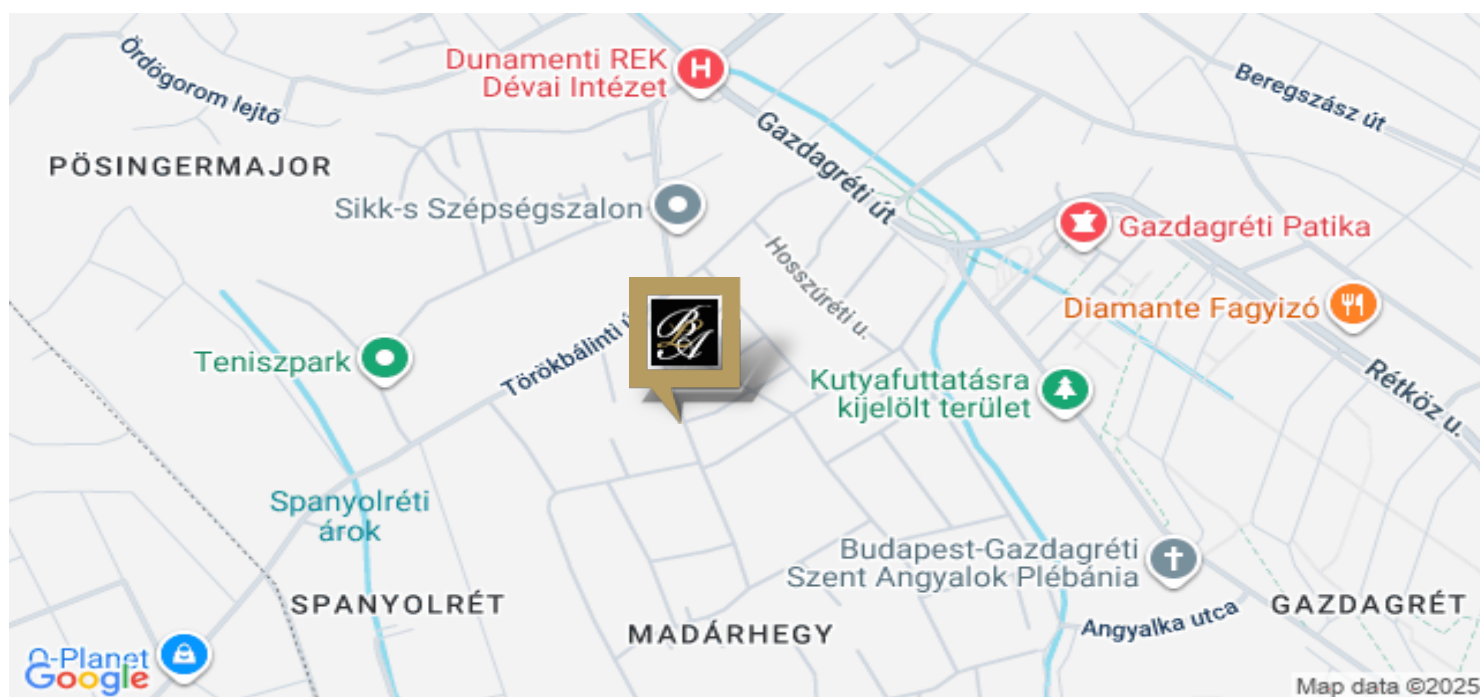 Dunamenti REK
Dévai Intézet
Ördögorom lejtő
Beregszász út
PÖSINGERMAJOR
Gazdagréti út
Sikk-s Szépségszalon
Gazdagréti Patika
Hosszúréti u.
Diamante Fagyizó
Törökbálinti ú
Teniszpark
Kutyafuttatásra
kijelölt terület
Rétköz u.
Spanyolréti
árok
Budapest-Gazdagréti
Szent Angyalok Plébánia
SPANYOLRÉT
GAZDAGRÉT
MADÁRHEGY
Angyalka utca
Q-Planet
Google
Map data ©2025